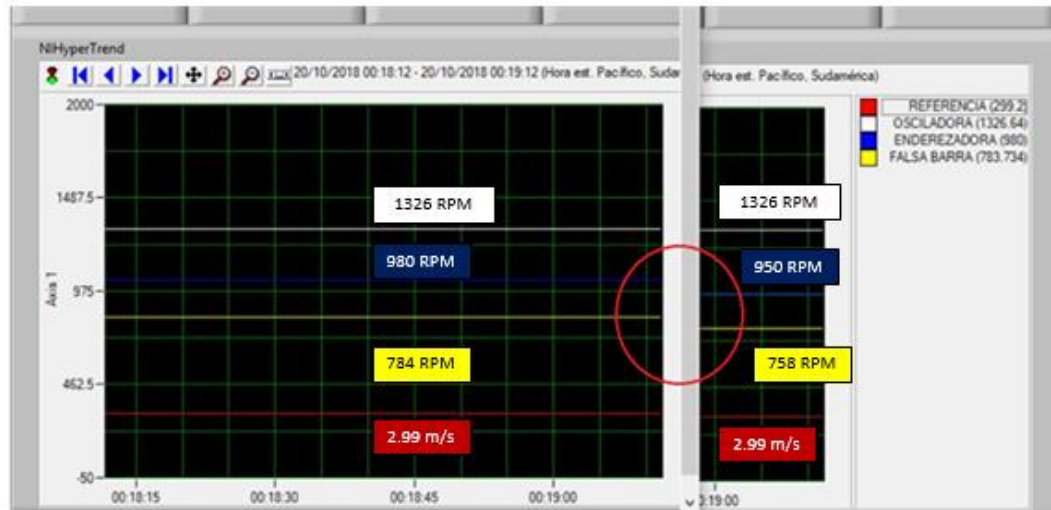 NIHyperTrend
20/10/2018 00:18:12 - 20/10/2018 00:19:12 (Hora est. Pacífico, Sudar
(Hora est. Pacífico, Sudamérica)
REFERENCIA (299.2)
OSCILADORA (1326.64)
ENDEREZADORA (980)
FALSA BARRA (783.734)
2000
1487.5
975
462.5
-50
Axis 1
1326 RPM
980 RPM
784 RPM
2.99 m/s
1326 RPM
950 RPM
758 RPM
2.99 m/s
00:18:15
00:18:30
00:18:45
00:19:00
0:19:00